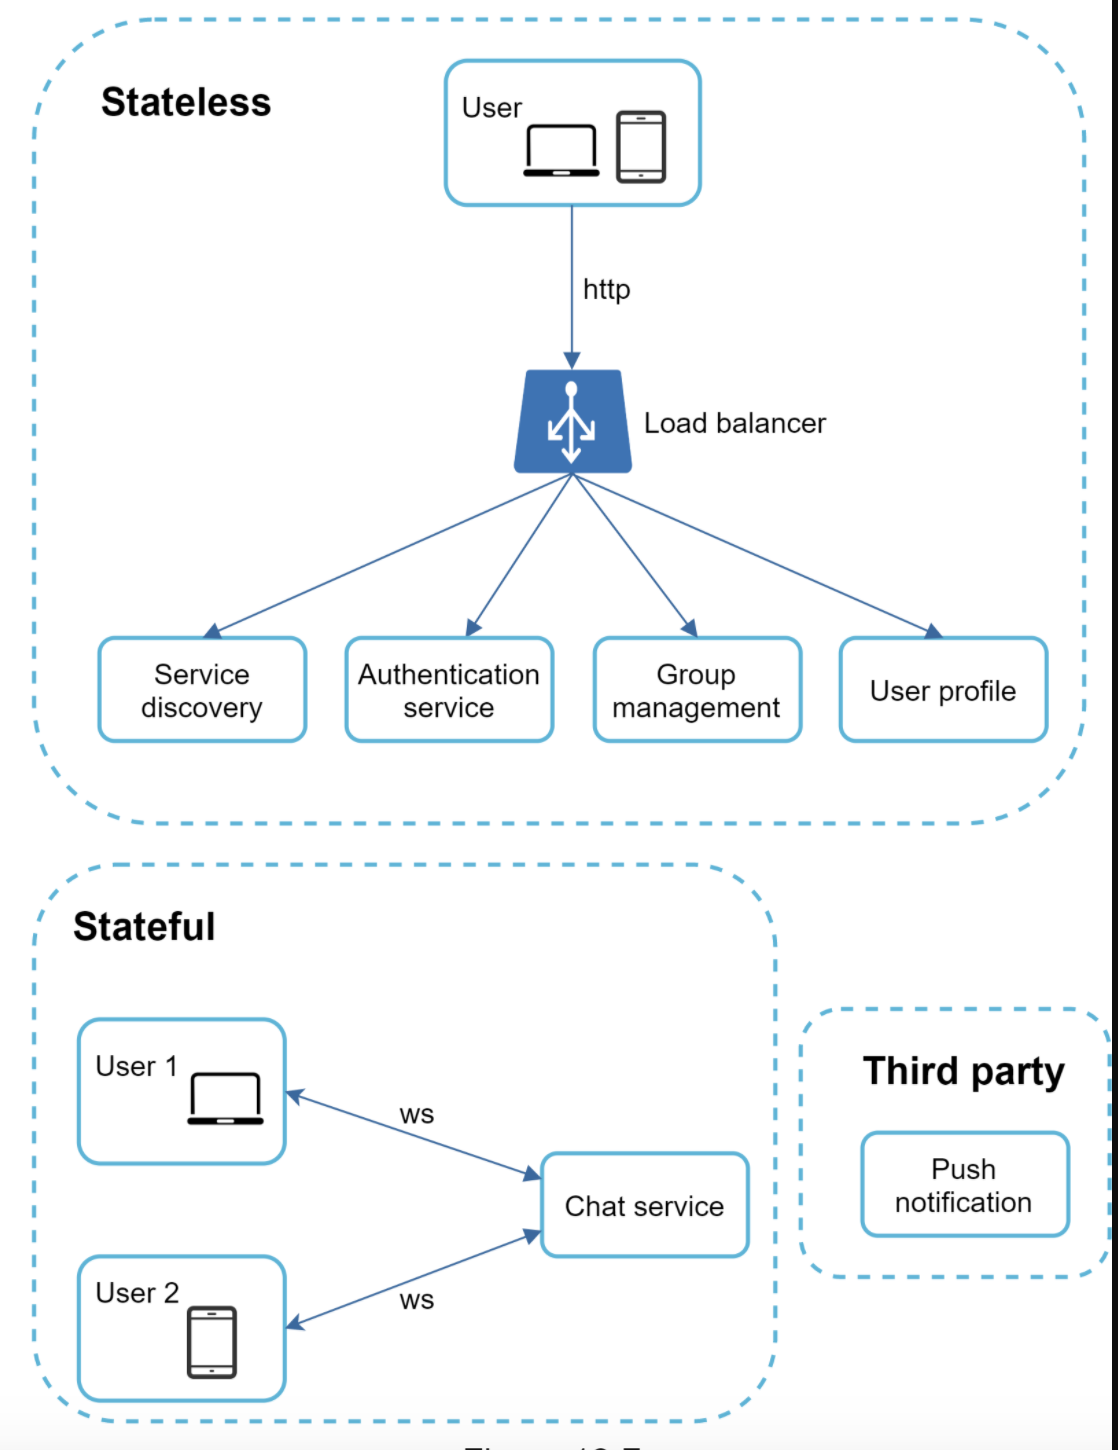 Stateless
User
http
Load balancer
Service
discovery
Authentication
service
Group
management
User profile
Stateful
User 1
ws
Chat service
User 2
ws
Third party
Push
notification